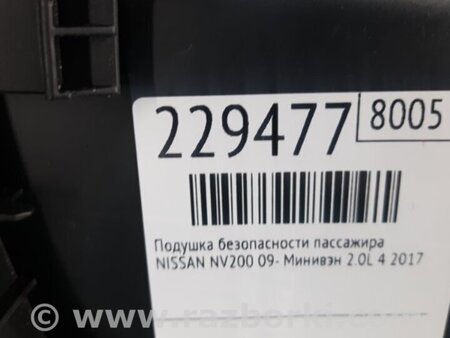 229477 8005
Подушка безопасности пассажира
NISSAN NV200 09- Минивэн 2.0L 4 2017
© www.razborki.com